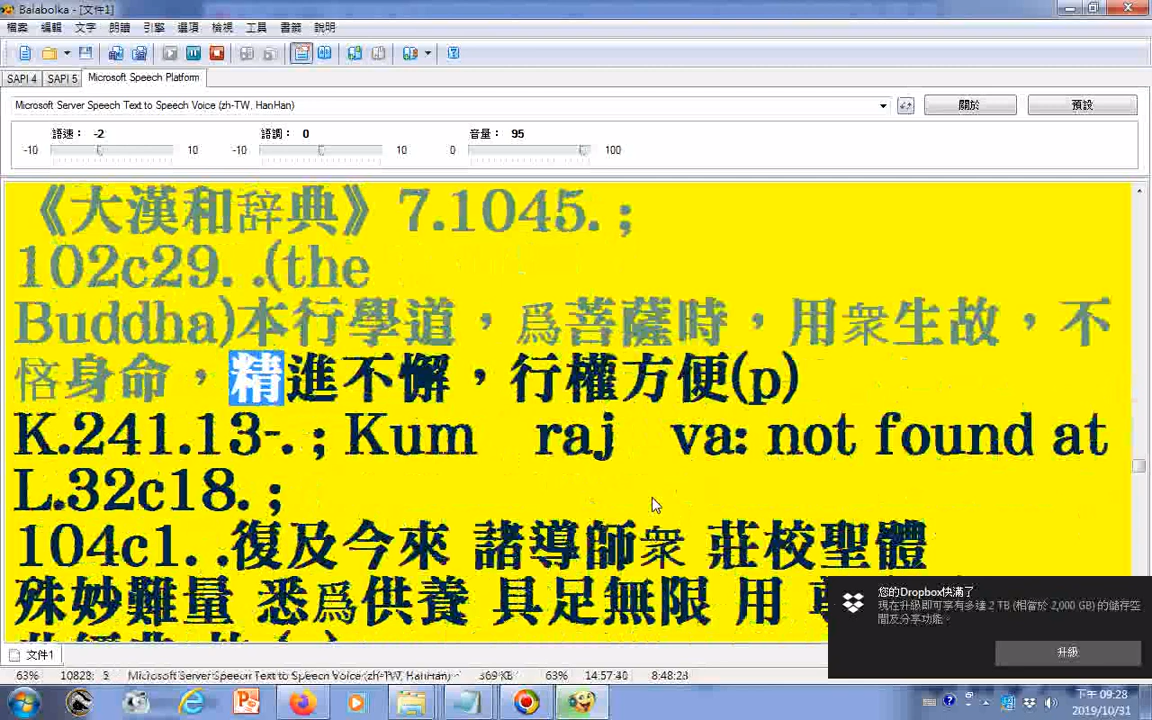 Balabolka - [文件1]
檔案 編輯 文字 朗讀 引擎 選項 檢視 工具 書籤 說明
SAPI 4 SAPI 5 Microsoft Speech Platform
Microsoft Server Speech Text to Speech Voice (zh-TW, HanHan) 關於 預設
語速： -2 語調： 0 音量： 95
-10 10 -10 10 0 100
《大漢和辞典》 7.1045. ;
102c29. .(the
Buddha)本行學道，爲菩薩時，用衆生故，不
悋身命，精進不懈，行權方便(p)
K.241.13-. ; Kum raj va: not found at
L.32c18. ;
104c1. .復及今來 諸導師衆 莊校聖體
殊妙難量 悉爲供養 具足無限 用
您的Dropbox快滿了
現在升級即可享有多達 2 TB (相當於 2,000 GB) 的儲存空
間及分享功能。
升級
文件1
63% 10828: 2 Microsoft Server Speech Text to Speech Voice (zh-TW, HanHan) 369 KB 63% 14:57:40 8:48:23
下午 09:28
2019/10/31